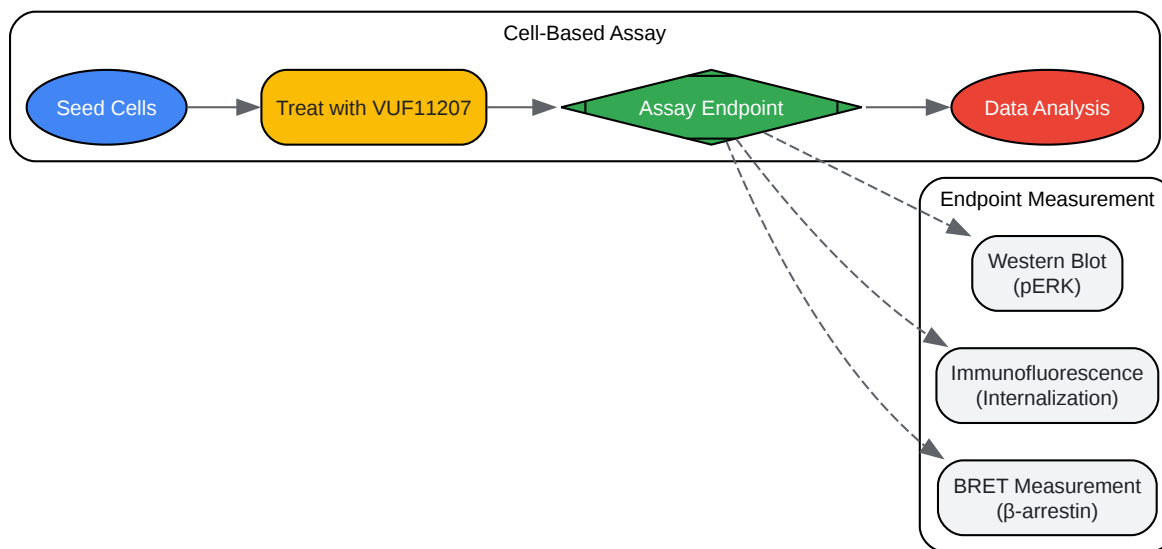 Cell-Based Assay
Seed Cells
Treat with VUF11207
Assay Endpoint
Data Analysis
Endpoint Measurement
Western Blot
(pERK)
Immunofluorescence
(Internalization)
BRET Measurement
(β-arrestin)